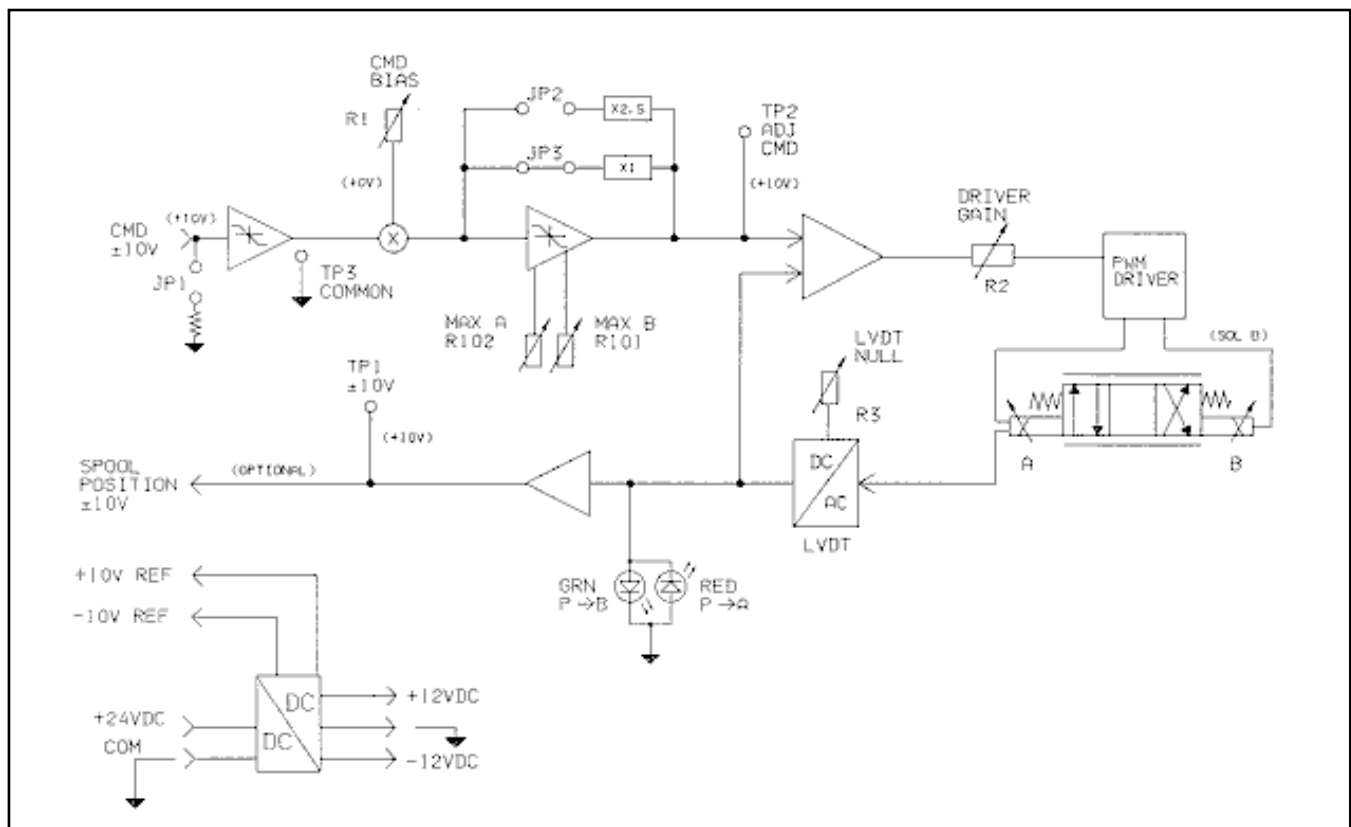 CMD
BIAS
R1
(+0V)
JP2
X2.5
JP3
X1
TP2
ADJ
CMD
(+10V)
CMD
±10V
(+10V)
JP1
TP3
COMMON
X
MAX A
R102
MAX B
R101
DRIVER
GAIN
R2
PWM
DRIVER
(SOL B)
A
B
LVDT
NULL
R3
DC
AC
LVDT
TP1
±10V
(+10V)
SPOOL
POSITION
±10V
(OPTIONAL)
GRN
P→B
RED
P→A
+10V REF
-10V REF
DC
DC
+24VDC
COM
+12VDC
-12VDC